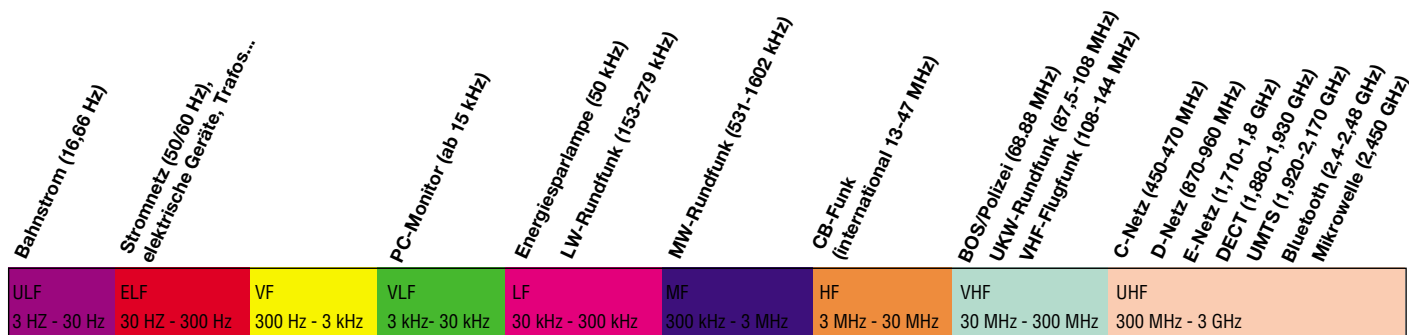 Bahnstrom (16,66 Hz)
Stromnetz (50/60 Hz),
elektrische Geräte, Trafos...
PC-Monitor (ab 15 kHz)
Energiesparlampe (50 kHz)
LW-Rundfunk (153-279 kHz)
MW-Rundfunk (531-1602 kHz)
CB-Funk
(international 13-47 MHz)
BOS/Polizei (68.88 MHz)
UKW-Rundfunk (87,5-108 MHz)
VHF-Flugfunk (108-144 MHz)
C-Netz (450-470 MHz)
D-Netz (870-960 MHz)
E-Netz (1,710-1,8 GHz)
DECT (1,880-1,930 GHz)
UMTS (1,920-2,170 GHz)
Bluetooth (2,4-2,48 GHz)
Mikrowelle (2,450 GHz)
ULF
3 HZ - 30 Hz
ELF
30 HZ - 300 Hz
VF
300 Hz - 3 kHz
VLF
3 kHz- 30 kHz
LF
30 kHz - 300 kHz
MF
300 kHz - 3 MHz
HF
3 MHz - 30 MHz
VHF
30 MHz - 300 MHz
UHF
300 MHz - 3 GHz